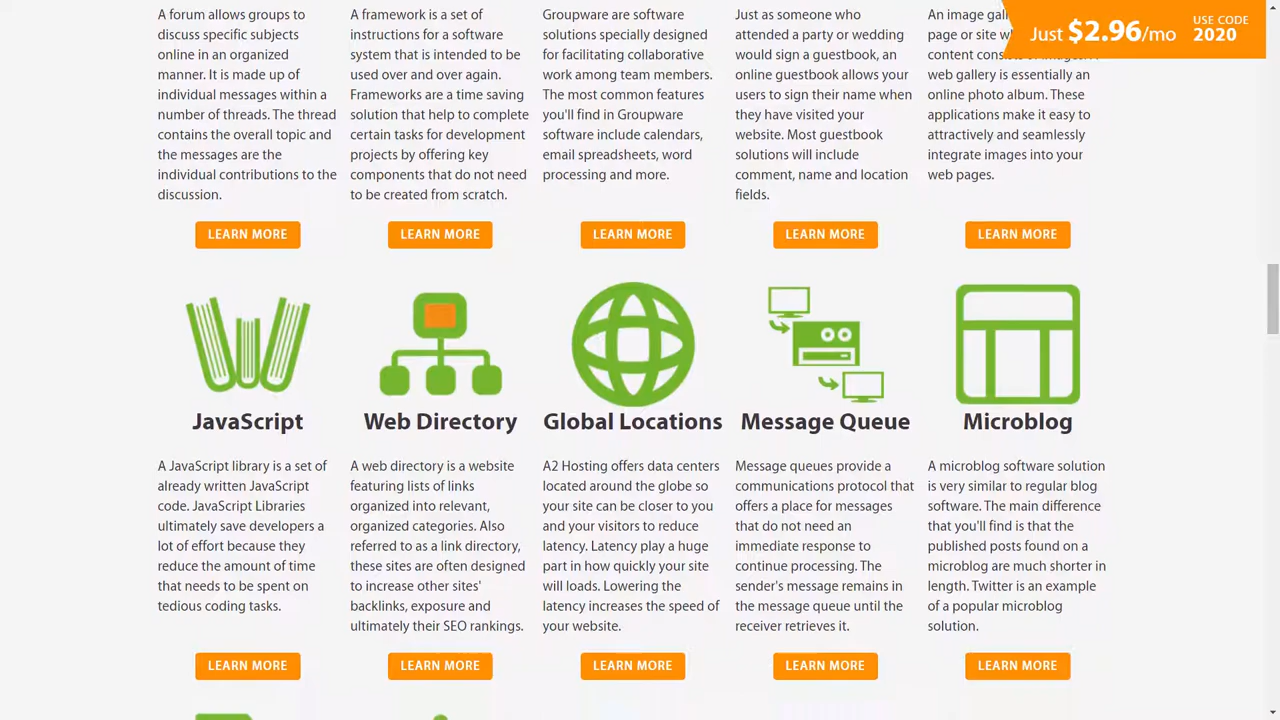 A forum allows groups to
discuss specific subjects
online in an organized
manner. It is made up of
individual messages within a
number of threads. The thread
contains the overall topic and
the messages are the
individual contributions to the
discussion.
LEARN MORE
A framework is a set of
instructions for a software
system that is intended to be
used over and over again.
Frameworks are a time saving
solution that help to complete
certain tasks for development
projects by offering key
components that do not need
to be created from scratch.
LEARN MORE
Groupware are software
solutions specially designed
for facilitating collaborative
work among team members.
The most common features
you'll find in Groupware
software include calendars,
email spreadsheets, word
processing and more.
LEARN MORE
Just as someone who
attended a party or wedding
would sign a guestbook, an
online guestbook allows your
users to sign their name when
they have visited your
website. Most guestbook
solutions will include
comment, name and location
fields.
LEARN MORE
An image
page or site
content
web gallery is essentially an
online photo album. These
applications make it easy to
attractively and seamlessly
integrate images into your
web pages.
LEARN MORE
Just $2.96/mo
USE CODE
2020
JavaScript
A JavaScript library is a set of
already written JavaScript
code. JavaScript Libraries
ultimately save developers a
lot of effort because they
reduce the amount of time
that needs to be spent on
tedious coding tasks.
LEARN MORE
Web Directory
A web directory is a website
featuring lists of links
organized into relevant,
organized categories. Also
referred to as a link directory,
these sites are often designed
to increase other sites'
backlinks, exposure and
ultimately their SEO rankings.
LEARN MORE
Global Locations
A2 Hosting offers data centers
located around the globe so
your site can be closer to you
and your visitors to reduce
latency. Latency play a huge
part in how quickly your site
will loads. Lowering the
latency increases the speed of
your website.
LEARN MORE
Message Queue
Message queues provide a
communications protocol that
offers a place for messages
that do not need an
immediate response to
continue processing. The
sender's message remains in
the message queue until the
receiver retrieves it.
LEARN MORE
Microblog
A microblog software solution
is very similar to regular blog
software. The main difference
that you'll find is that the
published posts found on a
microblog are much shorter in
length. Twitter is an example
of a popular microblog
solution.
LEARN MORE